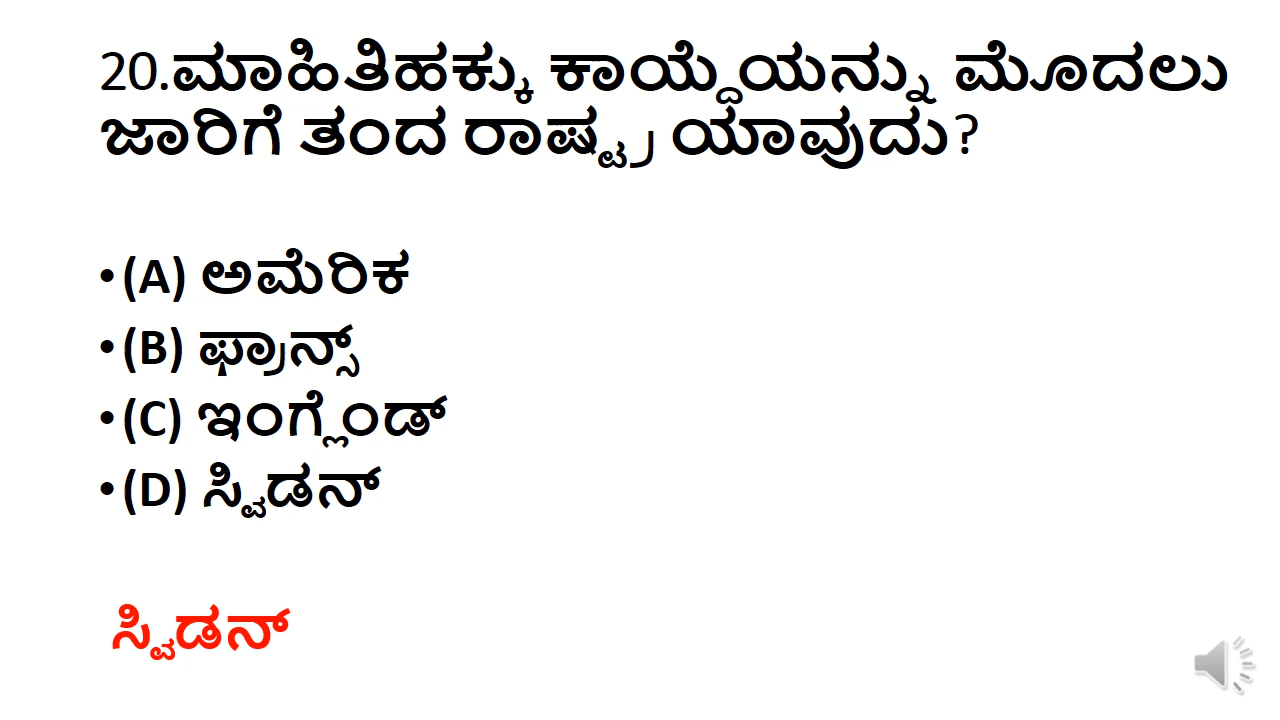 20.ಮಾಹಿತಿಹಕ್ಕು ಕಾಯ್ದೆಯನ್ನು ಮೊದಲು
ಜಾರಿಗೆ ತಂದ ರಾಷ್ಟ್ರ ಯಾವುದು?
• (A) ಅಮೆರಿಕ
• (B) ಫ್ರಾನ್ಸ್
• (C) ಇಂಗ್ಲೆಂಡ್
• (D) ಸ್ವಿಡನ್
ಸ್ವಿಡನ್